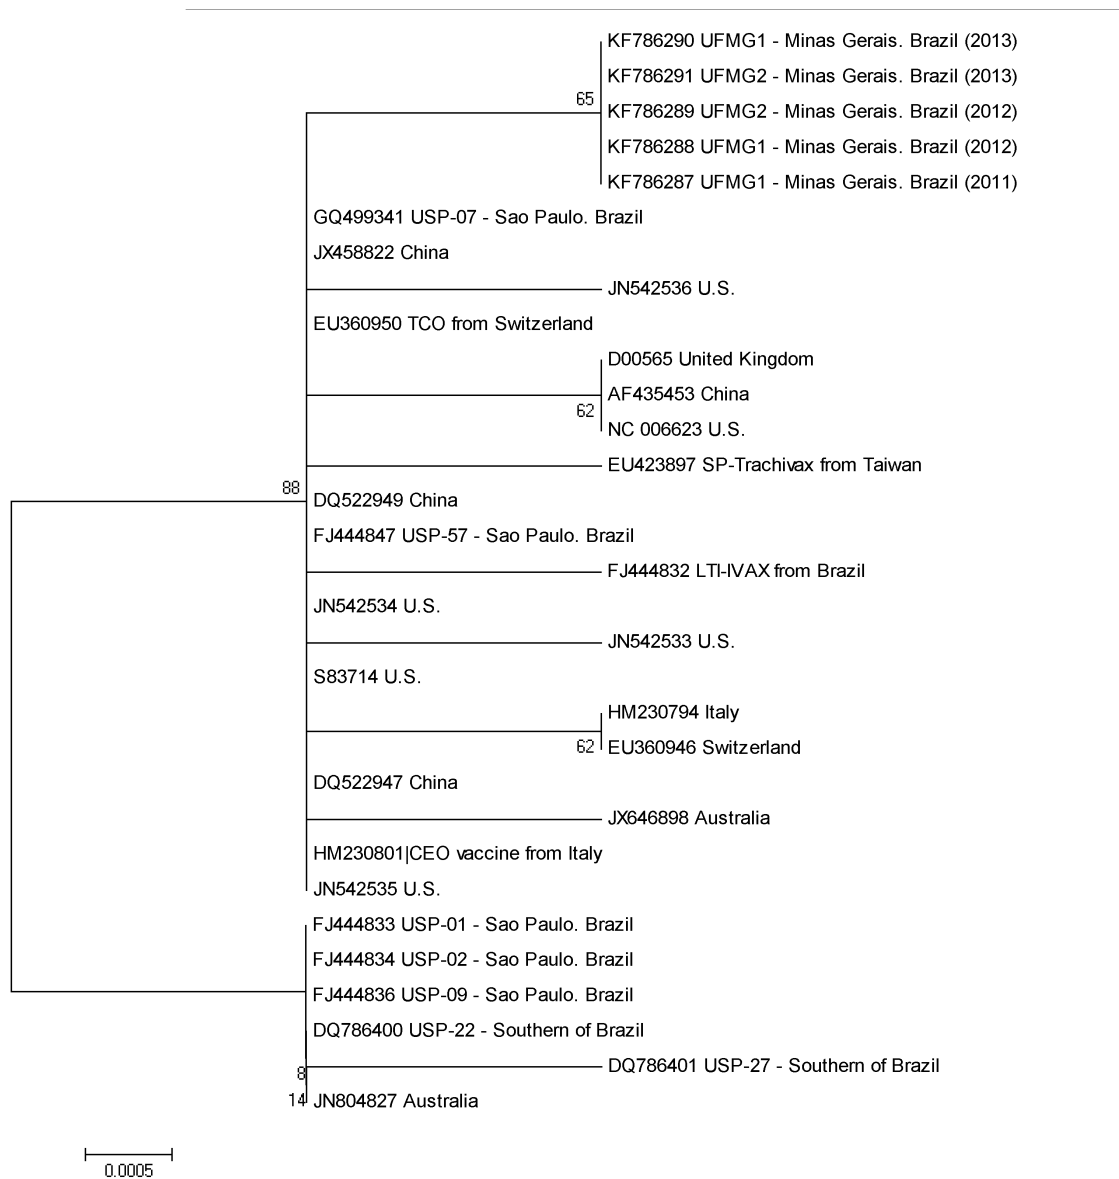 KF786290 UFMG1 - Minas Gerais. Brazil (2013)
KF786291 UFMG2 - Minas Gerais. Brazil (2013)
65
KF786289 UFMG2 - Minas Gerais. Brazil (2012)
KF786288 UFMG1 - Minas Gerais. Brazil (2012)
KF786287 UFMG1 - Minas Gerais. Brazil (2011)
GQ499341 USP-07 - Sao Paulo. Brazil
JX458822 China
JN542536 U.S.
EU360950 TCO from Switzerland
D00565 United Kingdom
AF435453 China
62
NC 006623 U.S.
EU423897 SP-Trachivax from Taiwan
88
DQ522949 China
FJ444847 USP-57 - Sao Paulo. Brazil
FJ444832 LTI-IVAX from Brazil
JN542534 U.S.
JN542533 U.S.
S83714 U.S.
HM230794 Italy
62
EU360946 Switzerland
DQ522947 China
JX646898 Australia
HM230801|CEO vaccine from Italy
JN542535 U.S.
FJ444833 USP-01 - Sao Paulo. Brazil
FJ444834 USP-02 - Sao Paulo. Brazil
FJ444836 USP-09 - Sao Paulo. Brazil
DQ786400 USP-22 - Southern of Brazil
DQ786401 USP-27 - Southern of Brazil
8
14
JN804827 Australia
0.0005